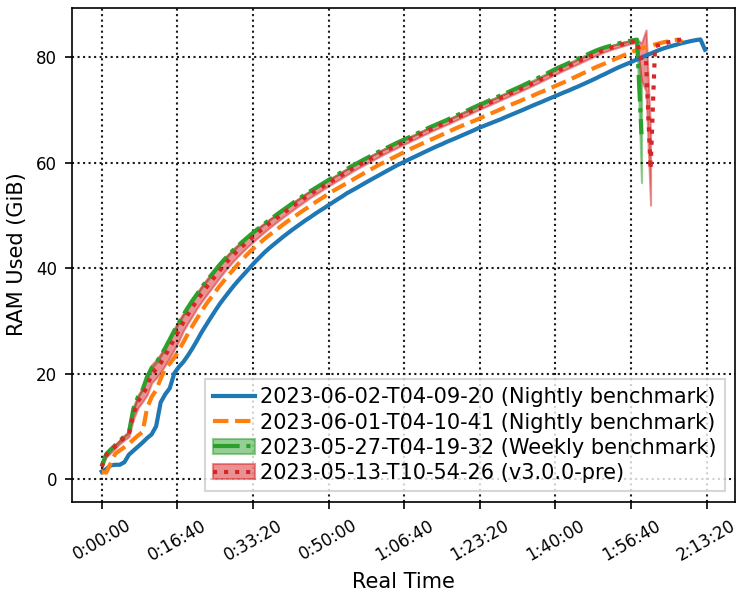 80
60
40
20
0
RAM Used (GiB)
2023-06-02-T04-09-20 (Nightly benchmark)
2023-06-01-T04-10-41 (Nightly benchmark)
2023-05-27-T04-19-32 (Weekly benchmark)
2023-05-13-T10-54-26 (v3.0.0-pre)
0:00:00
0:16:40
0:33:20
0:50:00
1:06:40
1:23:20
1:40:00
1:56:40
2:13:20
Real Time